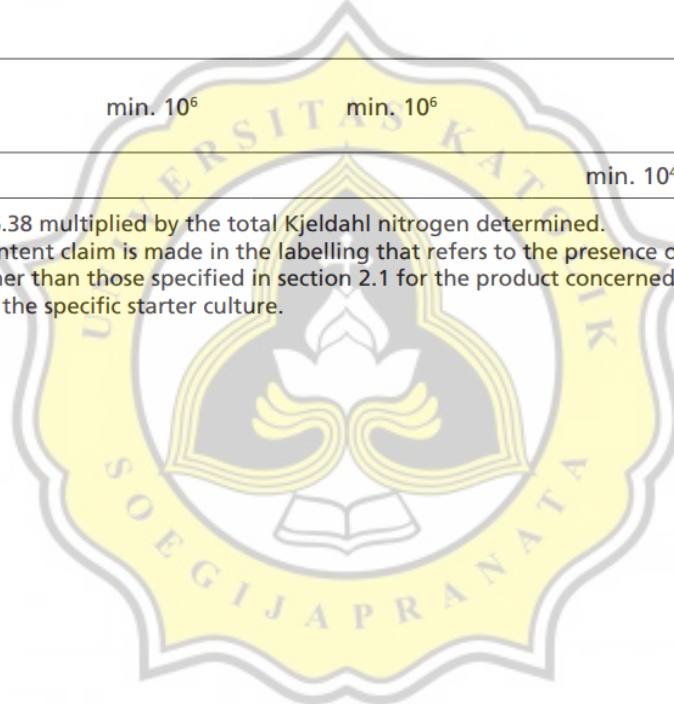 min. 10⁶ min. 10⁶
min. 10⁴
.38 multiplied by the total Kjeldahl nitrogen determined.
ntent claim is made in the labelling that refers to the presence o
her than those specified in section 2.1 for the product concerned
the specific starter culture.
UNIVERSITAS KATOLIK
SOEGIJAPRANATA